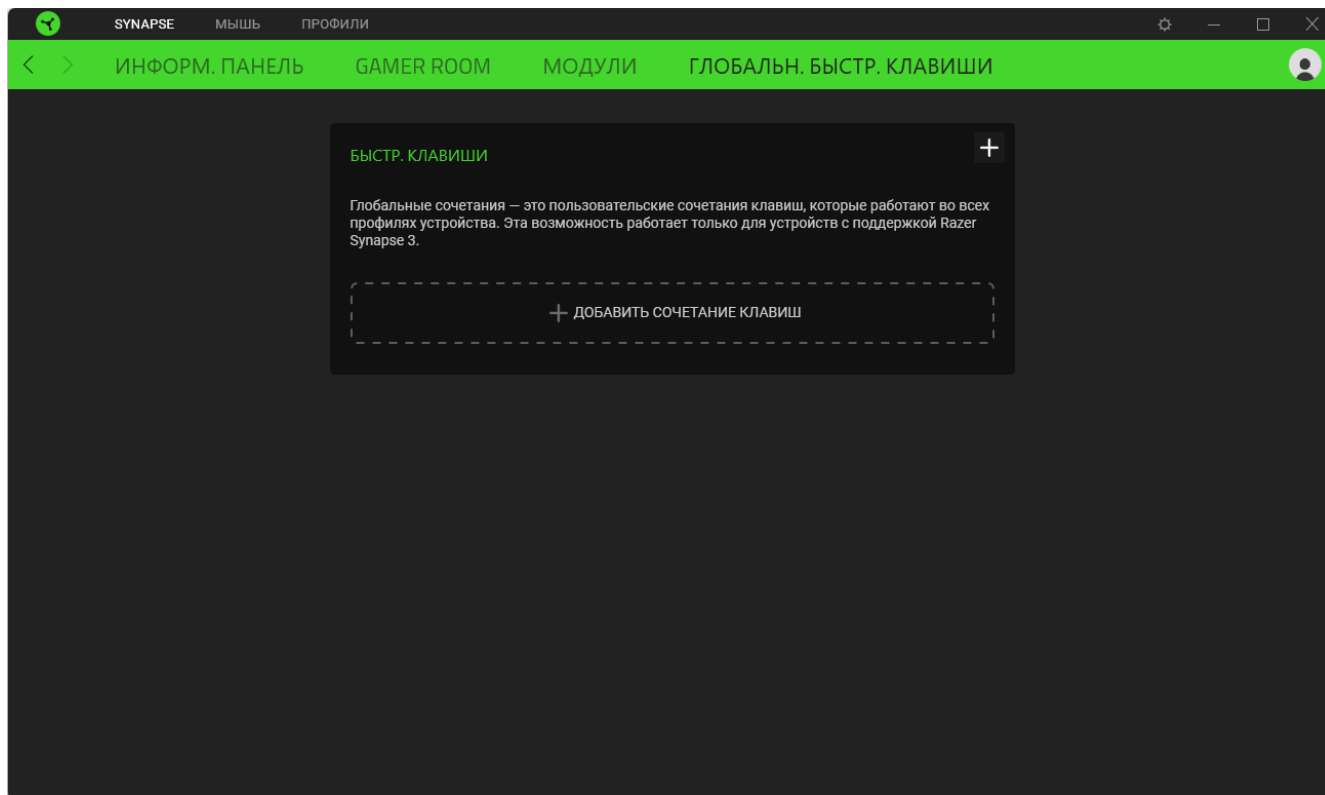 SYNAPSE МЫШЬ ПРОФИЛИ
ИНФОРМ. ПАНЕЛЬ GAMER ROOM МОДУЛИ ГЛОБАЛЬН. БЫСТР. КЛАВИШИ
БЫСТР. КЛАВИШИ
Глобальные сочетания — это пользовательские сочетания клавиш, которые работают во всех
профилях устройства. Эта возможность работает только для устройств с поддержкой Razer
Synapse 3.
ДОБАВИТЬ СОЧЕТАНИЕ КЛАВИШ